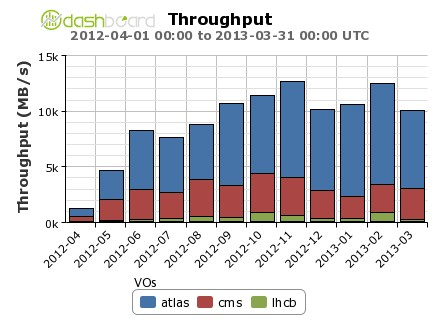 dashboard
Throughput
2012-04-01 00:00 to 2013-03-31 00:00 UTC
Throughput (MB/s)
15k
10k
5k
0k
2012-04 2012-05 2012-06 2012-07 2012-08 2012-09 2012-10 2012-11 2012-12 2013-01 2013-02 2013-03
VOs
atlas cms lhcb